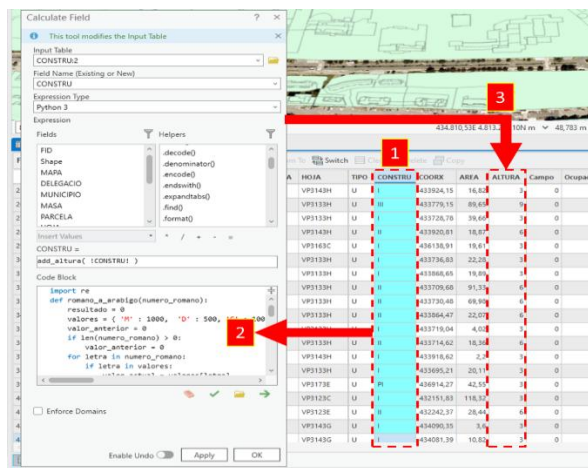 Calculate Field ? ×
This tool modifies the Input Table ×
Input Table
CONSTRU:2
Field Name (Existing or New)
CONSTRU
Expression Type
Python 3
Expression
Fields
Helpers
FID
Shape
MAPA
DELEGACIO
MUNICIPIO
MASA
PARCELA
.decode()
.denominator()
.encode()
.endswith()
.expandtabs()
.find()
.format()
Insert Values * / + - =
CONSTRU =
add_altura( !CONSTRU! )
Code Block
import re
def romano_a_arabigo(numero_romano):
resultado = 0
valores = { 'M' : 1000, 'D' : 500,
valor_anterior = 0
if len(numero_romano) > 0:
valor_anterior = 0
for letra in numero_romano:
if letra in valores:
Enforce Domains
Enable Undo Apply OK
1
2
3
48,783 m
Switch
HOJA TIPO CONSTRU COORX AREA ALTURA Campo
VP3143H U I 433924,15 16,82 3 0
VP3133H U III 433779,15 89,65 9 0
VP3133H U I 433728,78 39,66 3 0
VP3143H U II 433920,81 18,87 6 0
VP3163C U I 436138,91 19,61 3 0
VP3133H U I 433736,83 22,28 3 0
VP3133H U I 433868,65 19,89 3 0
VP3133H U II 433709,68 91,33 6 0
VP3133H U II 433730,48 69,90 6 0
VP3133H U II 433864,47 22,07 6 0
U I 433719,04 4,02 3 0
VP3133H U II 433714,62 18,36 6 0
VP3143H U I 433918,62 2,2 3 0
VP3133H U I 433695,21 20,11 3 0
VP3173E U PI 436914,27 42,55 3 0
VP3123C U I 432151,83 118,32 3 0
VP3123E U II 432242,37 28,44 6 0
VP3143G U I 434090,35 3,6 3 0
VP3143G U I 434081,39 10,82 3 0